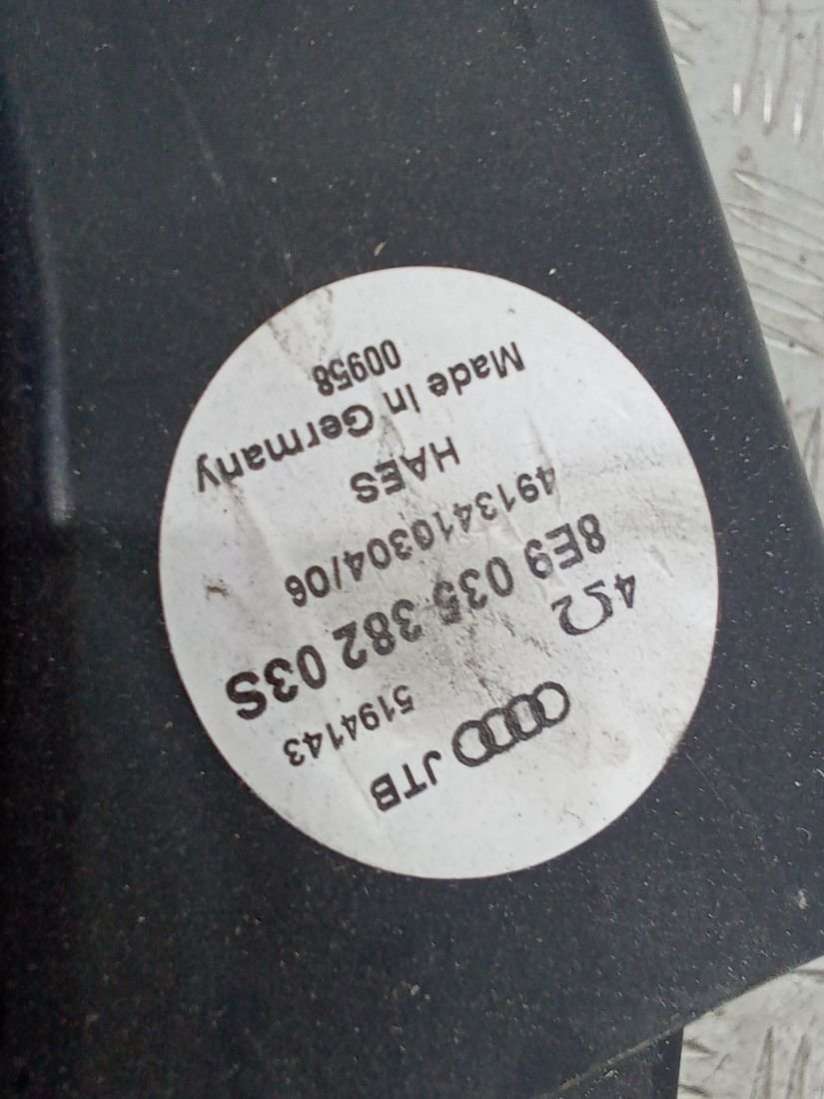 JTB
4Ω 5194143
8E9 035 382 03S
4913410304/06
HAES
Made in Germany
00958